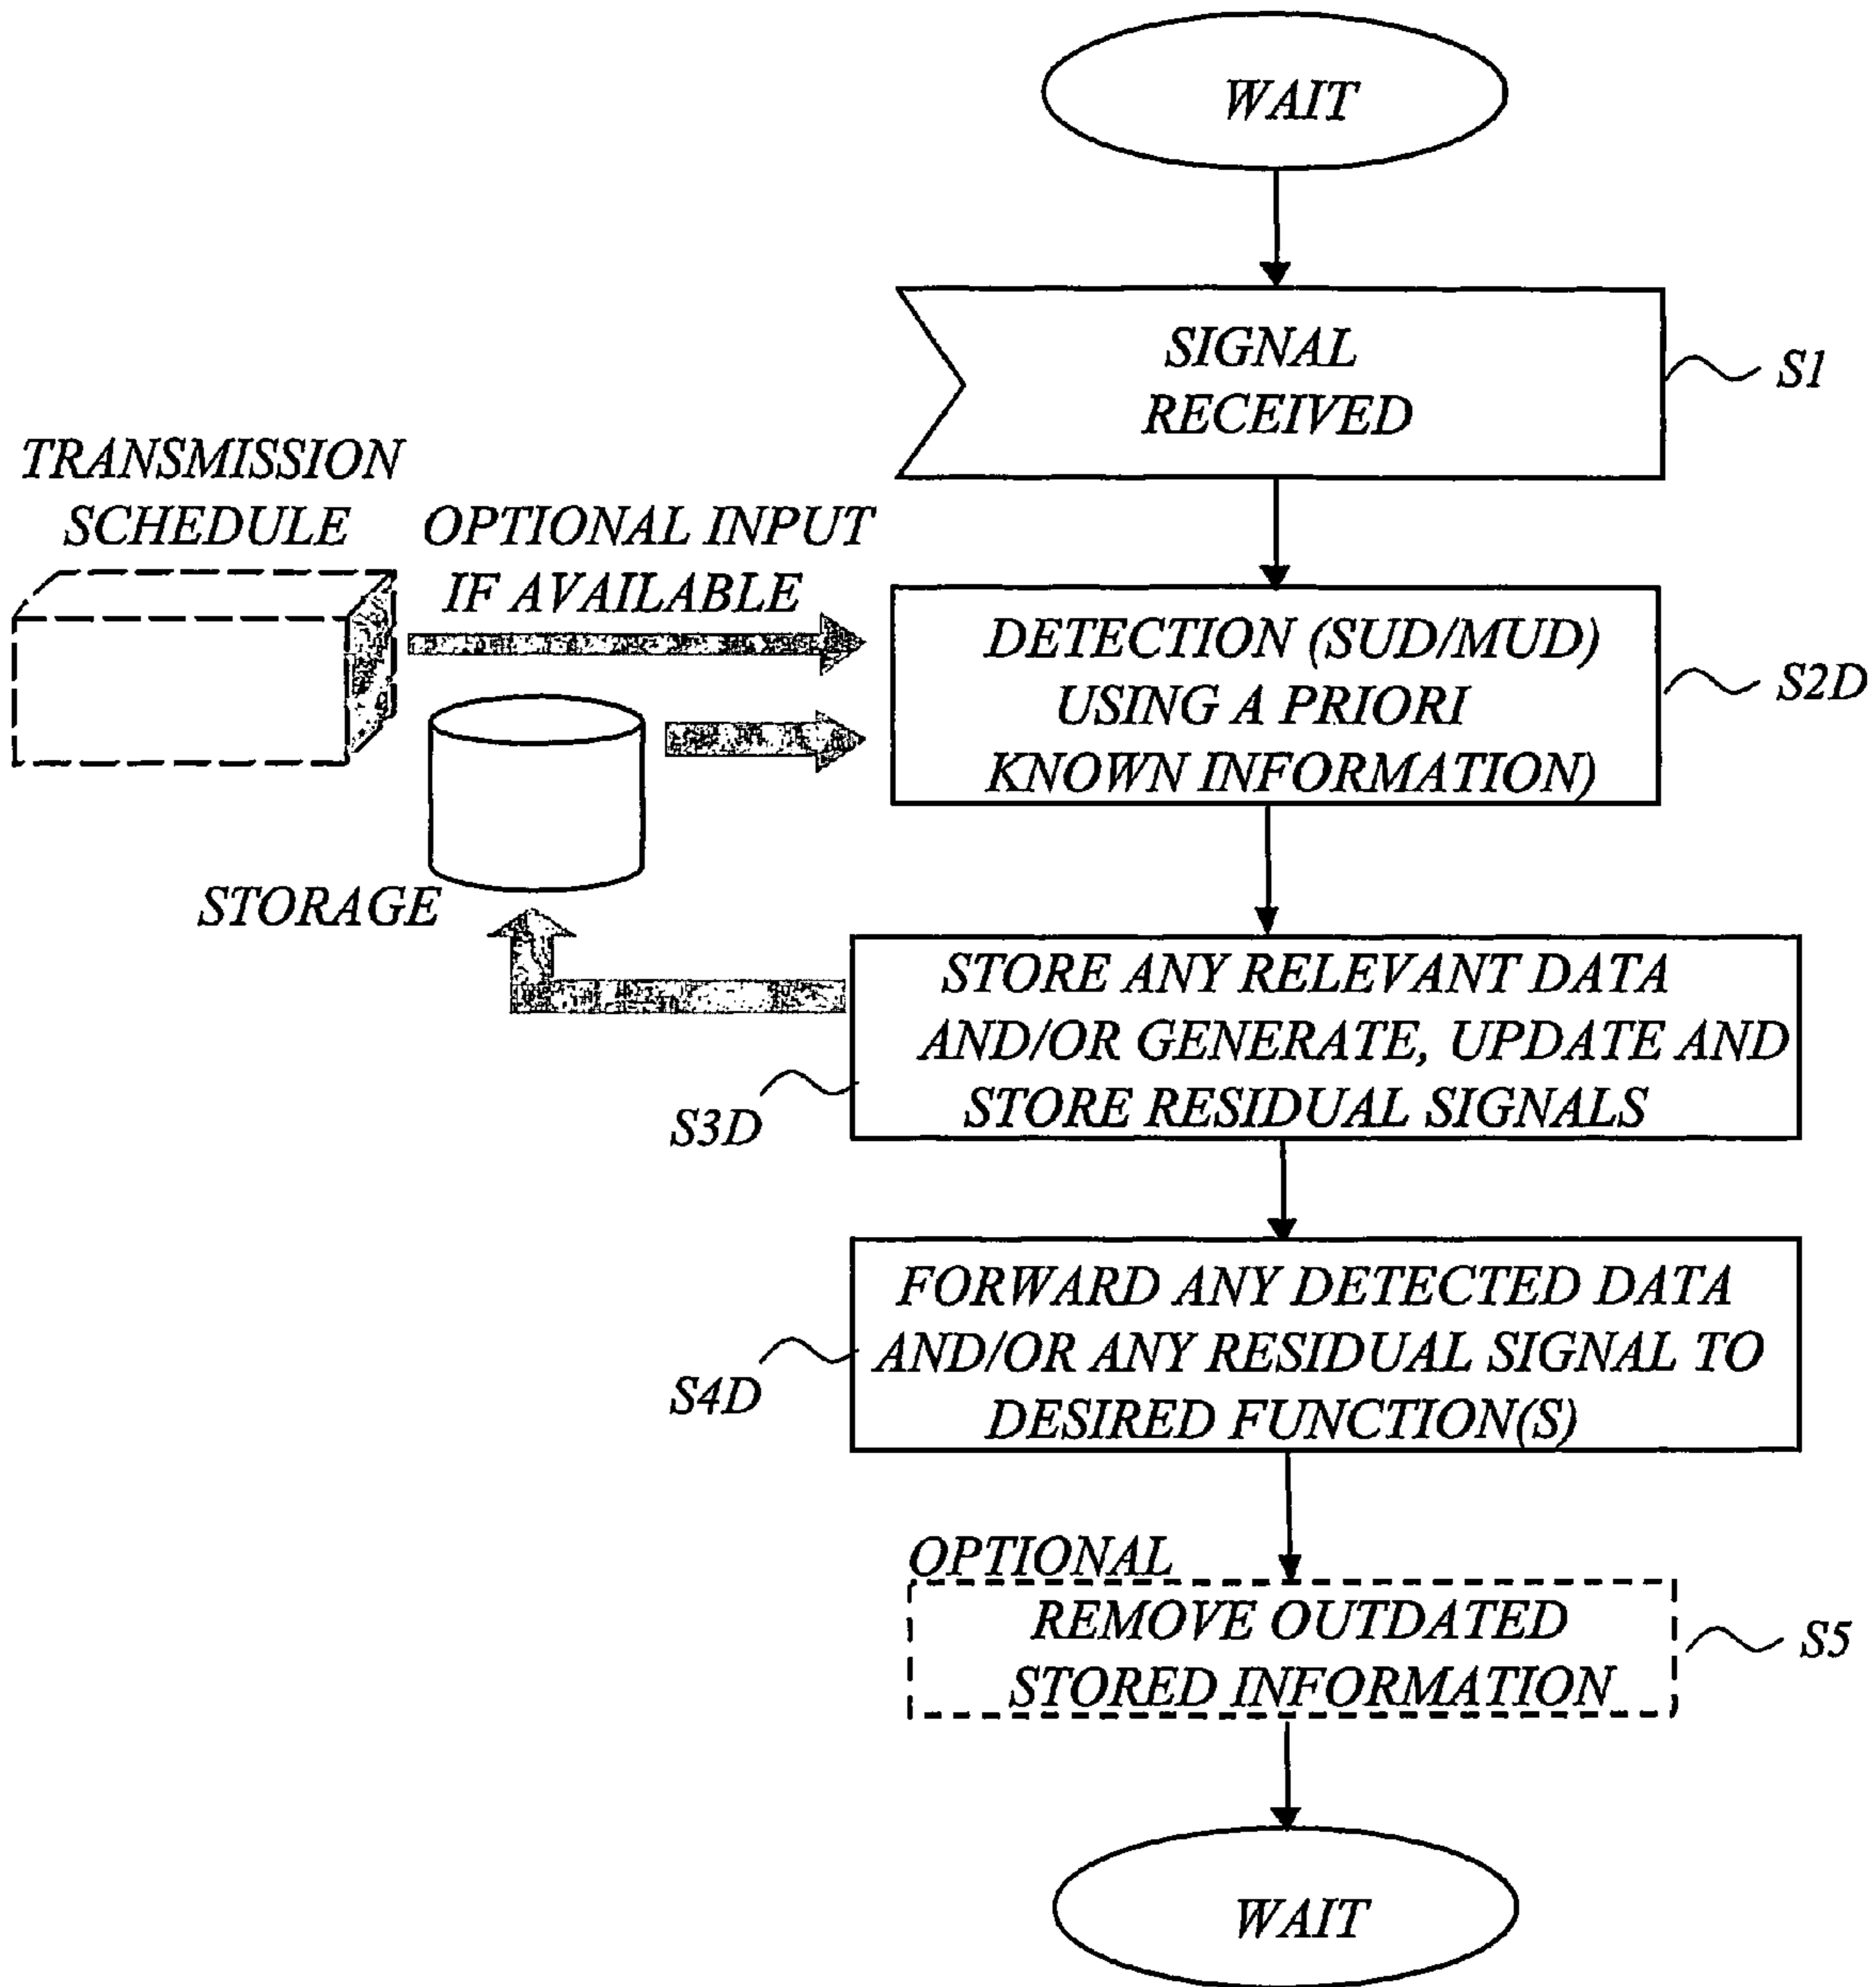 WAIT
SIGNAL
RECEIVED
S1
TRANSMISSION
SCHEDULE
OPTIONAL INPUT
IF AVAILABLE
DETECTION (SUD/MUD)
USING A PRIORI
KNOWN INFORMATION)
S2D
STORAGE
STORE ANY RELEVANT DATA
AND/OR GENERATE, UPDATE AND
STORE RESIDUAL SIGNALS
S3D
FORWARD ANY DETECTED DATA
AND/OR ANY RESIDUAL SIGNAL TO
DESIRED FUNCTION(S)
S4D
OPTIONAL
REMOVE OUTDATED
STORED INFORMATION
S5
WAIT